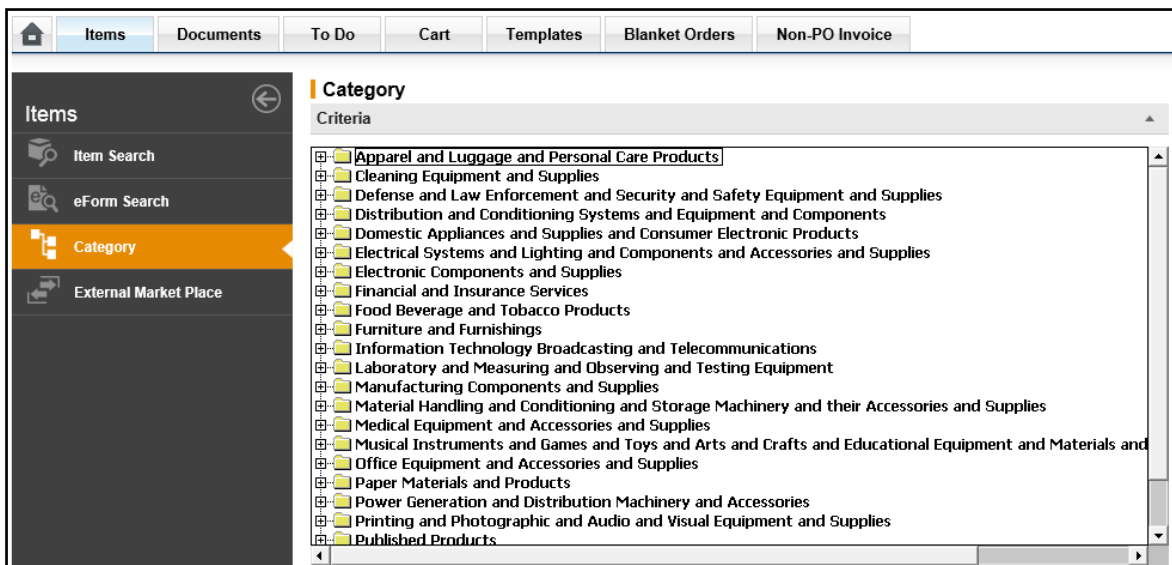 Items Documents To Do Cart Templates Blanket Orders Non-PO Invoice
Items
Item Search
eForm Search
Category
External Market Place
Category
Criteria
Apparel and Luggage and Personal Care Products
Cleaning Equipment and Supplies
Defense and Law Enforcement and Security and Safety Equipment and Supplies
Distribution and Conditioning Systems and Equipment and Components
Domestic Appliances and Supplies and Consumer Electronic Products
Electrical Systems and Lighting and Components and Accessories and Supplies
Electronic Components and Supplies
Financial and Insurance Services
Food Beverage and Tobacco Products
Furniture and Furnishings
Information Technology Broadcasting and Telecommunications
Laboratory and Measuring and Observing and Testing Equipment
Manufacturing Components and Supplies
Material Handling and Conditioning and Storage Machinery and their Accessories and Supplies
Medical Equipment and Accessories and Supplies
Musical Instruments and Games and Toys and Arts and Crafts and Educational Equipment and Materials and
Office Equipment and Accessories and Supplies
Paper Materials and Products
Power Generation and Distribution Machinery and Accessories
Printing and Photographic and Audio and Visual Equipment and Supplies
Published Products